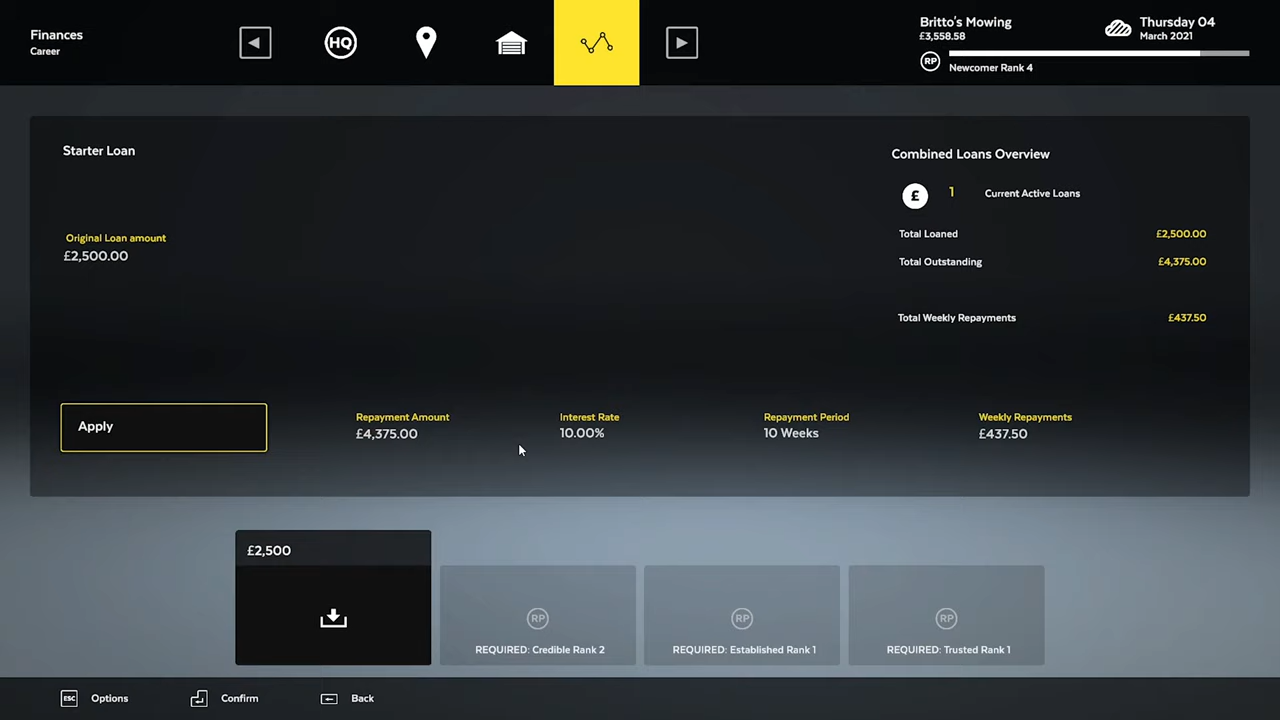 Finances
Career
HQ
Britto's Mowing
£3,558.58
RP
Newcomer Rank 4
Thursday 04
March 2021
Starter Loan
Original Loan amount
£2,500.00
Combined Loans Overview
£ 1 Current Active Loans
Total Loaned £2,500.00
Total Outstanding £4,375.00
Total Weekly Repayments £437.50
Apply
Repayment Amount
£4,375.00
Interest Rate
10.00%
Repayment Period
10 Weeks
Weekly Repayments
£437.50
£2,500
RP
REQUIRED: Credible Rank 2
RP
REQUIRED: Established Rank 1
RP
REQUIRED: Trusted Rank 1
ESC Options
Confirm
Back